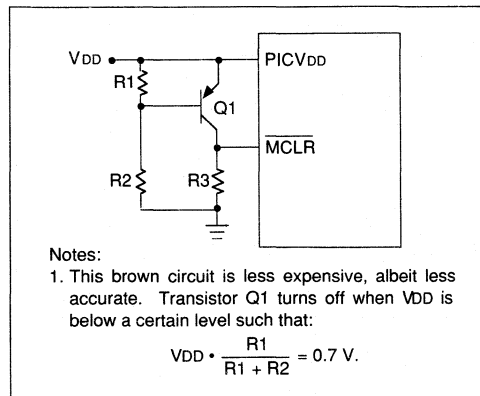 VDD
PICVDD
R1
Q1
MCLR
R2
R3
Notes:
1. This brown circuit is less expensive, albeit less
accurate. Transistor Q1 turns off when VDD is
below a certain level such that:
VDD • R1 / (R1 + R2) = 0.7 V.